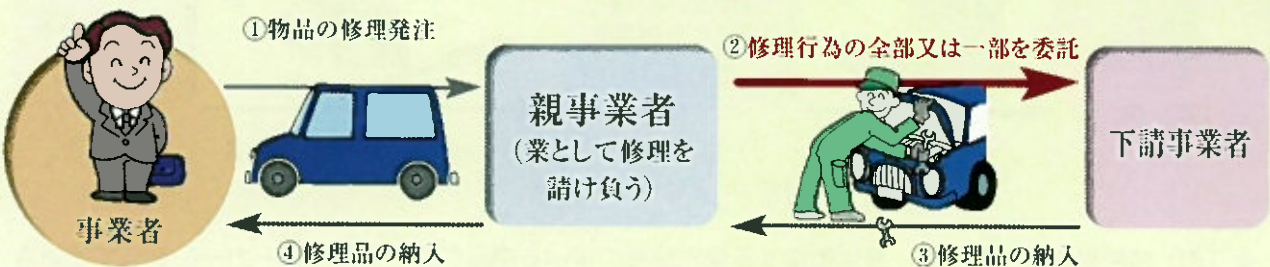 ①物品の修理発注
②修理行為の全部又は一部を委託
親事業者
(業として修理を
請け負う)
下請事業者
事業者
④修理品の納入
③修理品の納入